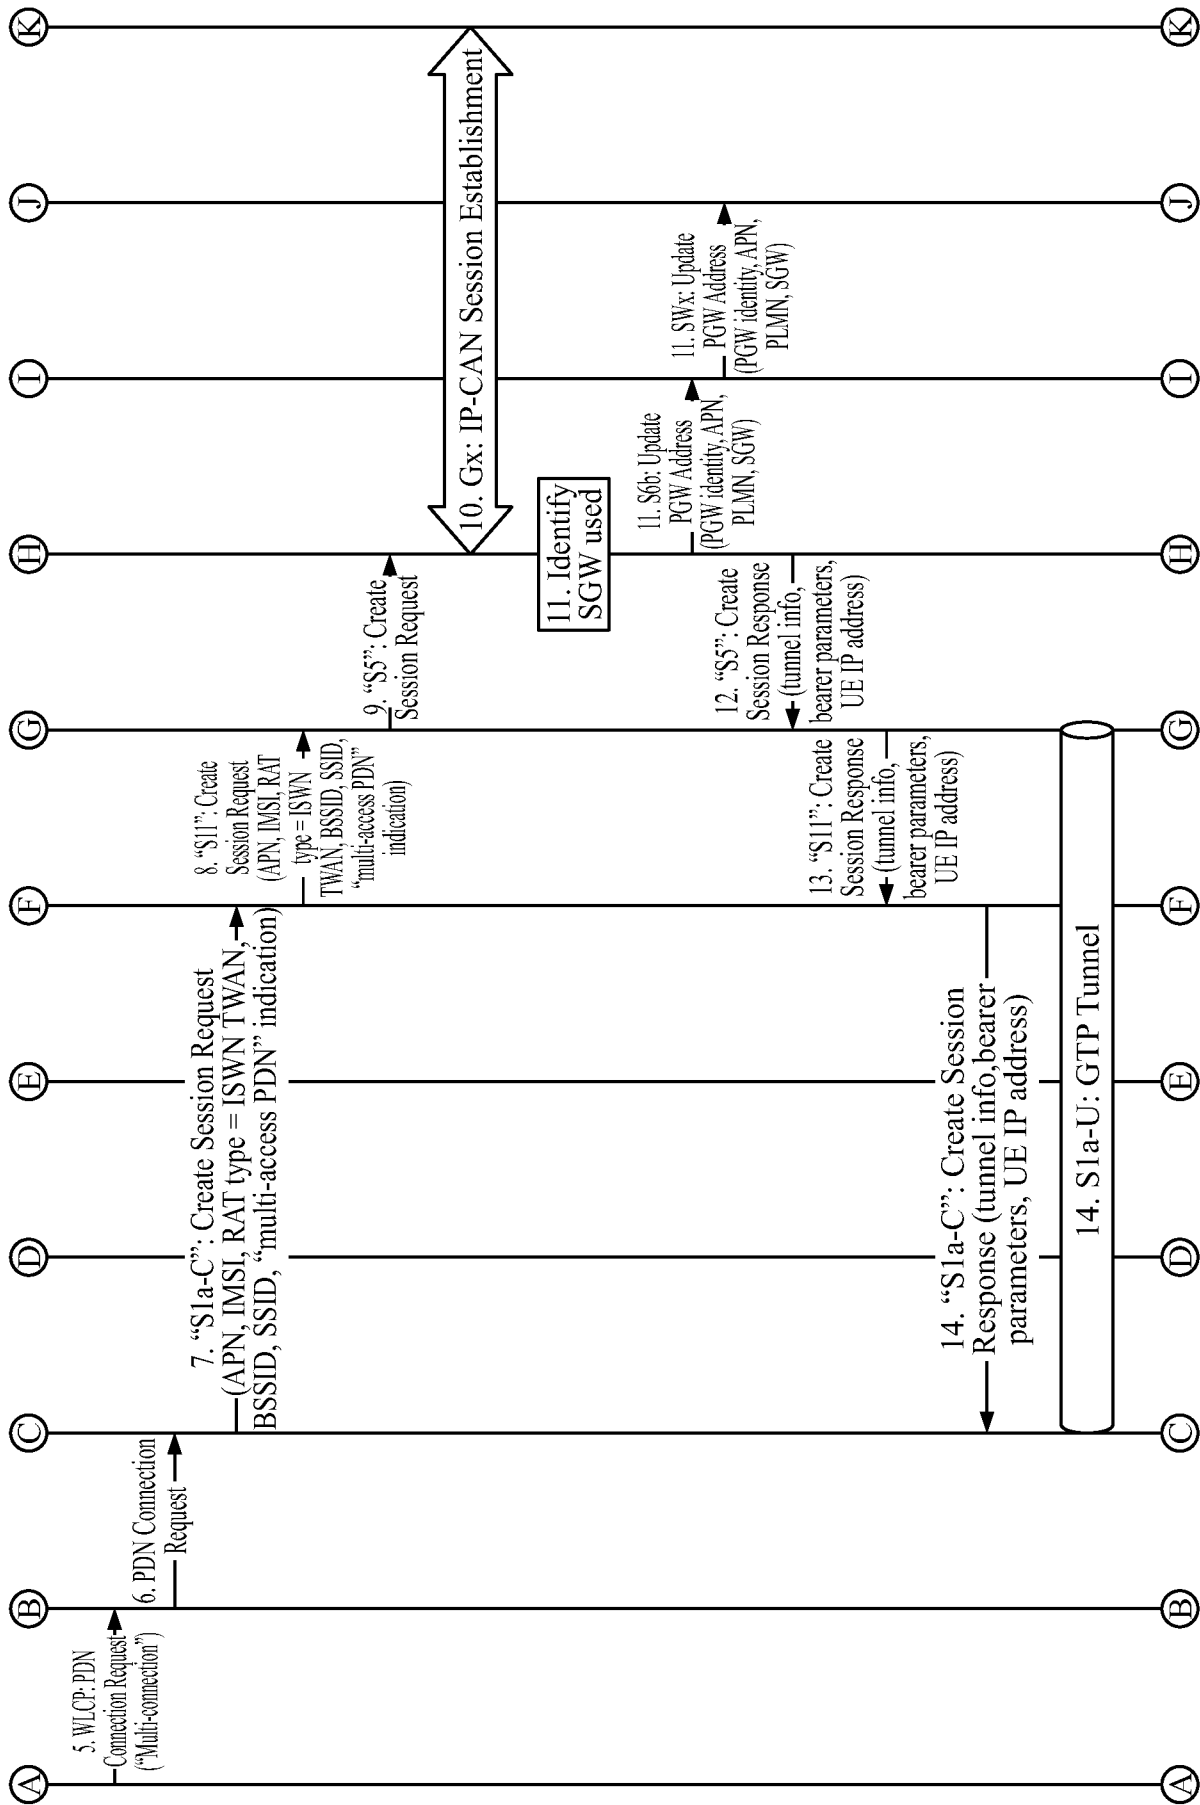 A
B
C
D
E
F
G
H
I
J
K
5. WLCP: PDN
Connection Request
(“Multi-connection”)
6. PDN Connection
Request
7. “S1a-C”: Create Session Request
(APN, IMSI, RAT type = ISWN TWAN,
BSSID, SSID, “multi-access PDN” indication)
8. “S11”: Create
Session Request
(APN, IMSI, RAT
type = ISWN
TWAN, BSSID, SSID,
“multi-access PDN”
indication)
9. “S5”: Create
Session Request
10. Gx: IP-CAN Session Establishment
11. Identify
SGW used
11. S6b: Update
PGW Address
(PGW identity, APN,
PLMN, SGW)
11. SWx: Update
PGW Address
(PGW identity, APN,
PLMN, SGW)
12. “S5”: Create
Session Response
(tunnel info,
bearer parameters,
UE IP address)
13. “S11”: Create
Session Response
(tunnel info,
bearer parameters,
UE IP address)
14. “S1a-C”: Create Session
Response (tunnel info,bearer
parameters, UE IP address)
14. S1a-U: GTP Tunnel
A
B
C
D
E
F
G
H
I
J
K